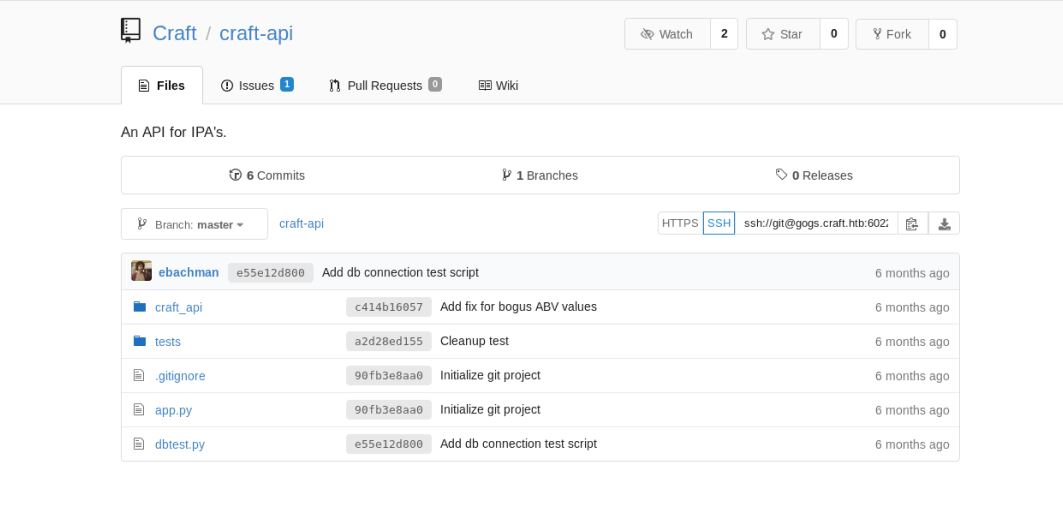 Craft / craft-api
Watch 2 Star 0 Fork 0
Files Issues 1 Pull Requests 0 Wiki
An API for IPA's.
6 Commits 1 Branches 0 Releases
Branch: master craft-api HTTPS SSH ssh://git@gogs.craft.htb:6022
ebachman e55e12d800 Add db connection test script 6 months ago
craft_api c414b16057 Add fix for bogus ABV values 6 months ago
tests a2d28ed155 Cleanup test 6 months ago
.gitignore 90fb3e8aa0 Initialize git project 6 months ago
app.py 90fb3e8aa0 Initialize git project 6 months ago
dbtest.py e55e12d800 Add db connection test script 6 months ago